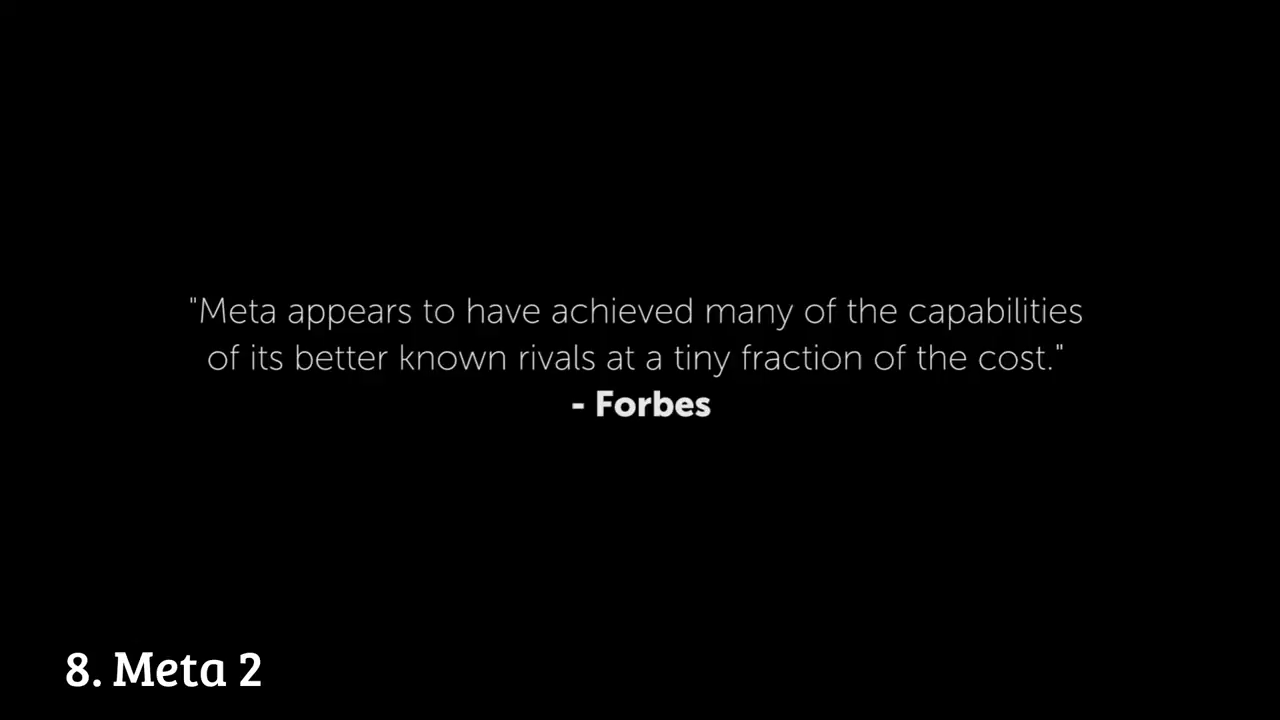 "Meta appears to have achieved many of the capabilities
of its better known rivals at a tiny fraction of the cost."
- Forbes
8. Meta 2